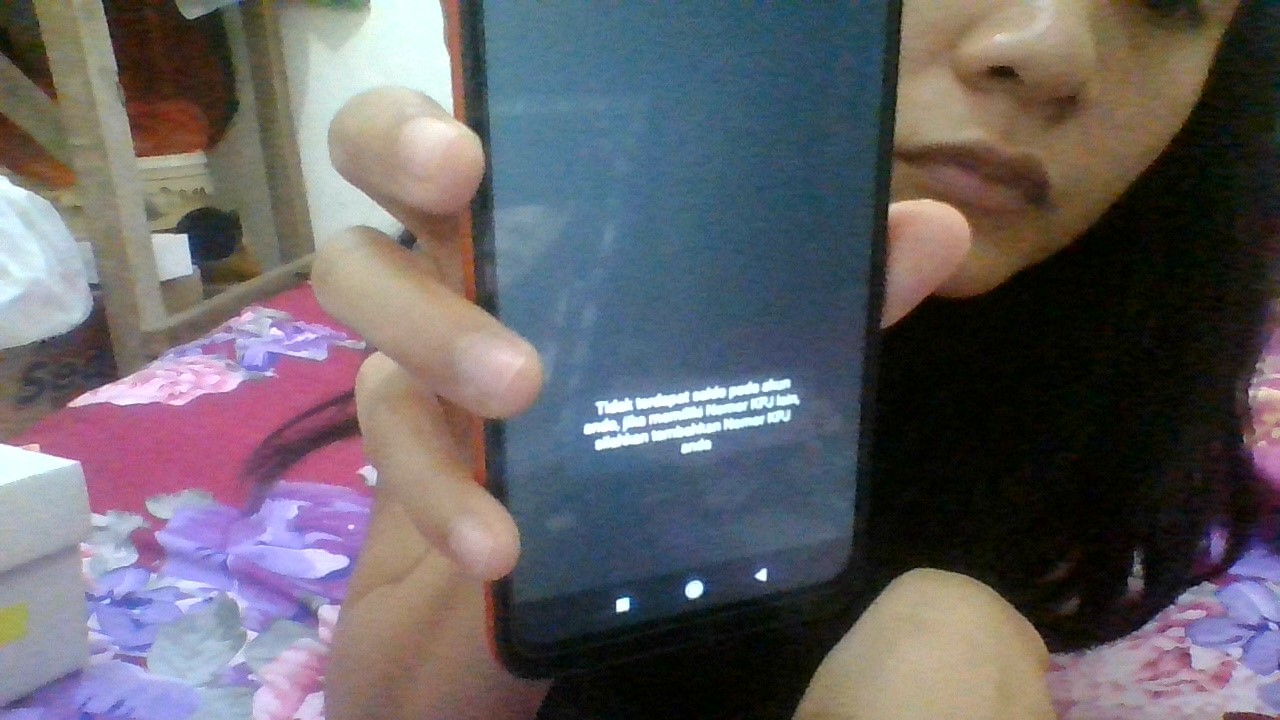 Tidak terdapat saldo pada akun
anda, jika memiliki Nomor KPJ lain,
silahkan tambahkan Nomor KPJ
anda